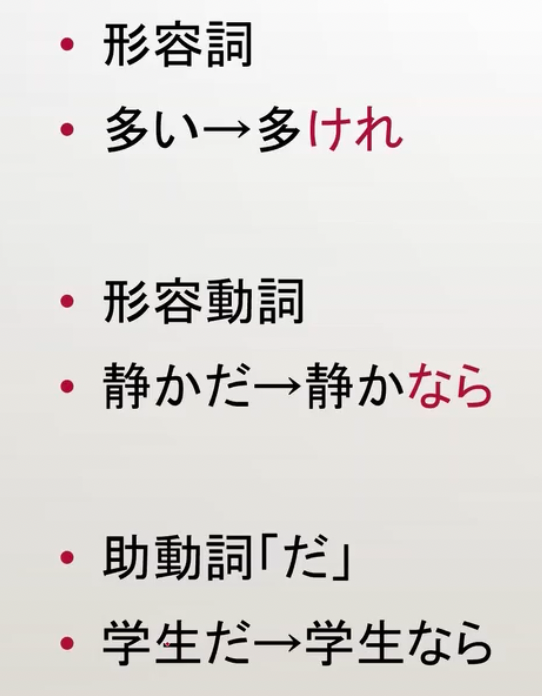 • 形容詞
• 多い→多けれ
• 形容動詞
• 静かだ→静かなら
• 助動詞「だ」
• 学生だ→学生なら